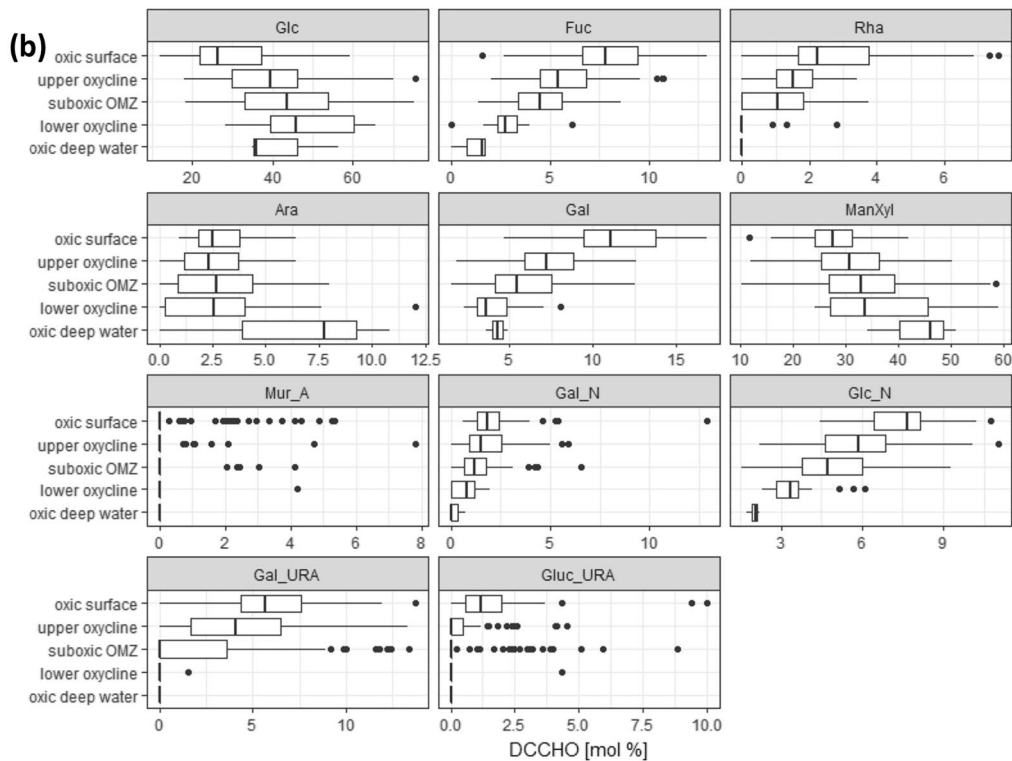 (b)
Glc Fuc Rha
oxic surface
upper oxycline
suboxic OMZ
lower oxycline
oxic deep water
20 40 60 0 5 10 0 2 4 6
Ara Gal ManXyl
oxic surface
upper oxycline
suboxic OMZ
lower oxycline
oxic deep water
0.0 2.5 5.0 7.5 10.0 12.5 5 10 15 10 20 30 40 50 60
Mur_A Gal_N Glc_N
oxic surface
upper oxycline
suboxic OMZ
lower oxycline
oxic deep water
0 2 4 6 8 0 5 10 3 6 9
Gal_URA Gluc_URA
oxic surface
upper oxycline
suboxic OMZ
lower oxycline
oxic deep water
0 5 10 0.0 2.5 5.0 7.5 10.0
DCCHO [mol %]